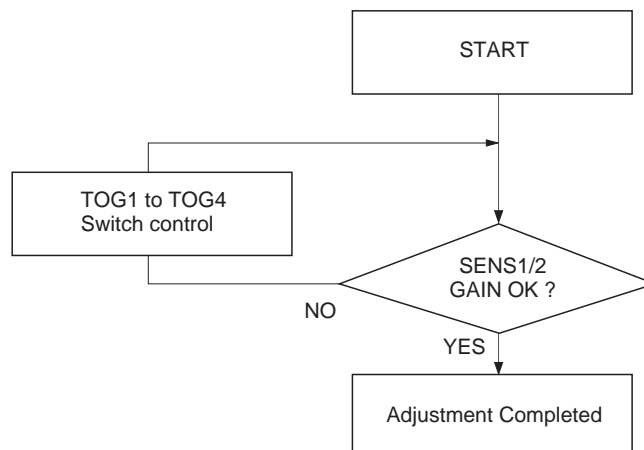 START
TOG1 to TOG4
Switch control
SENS1/2
GAIN OK ?
NO
YES
Adjustment Completed